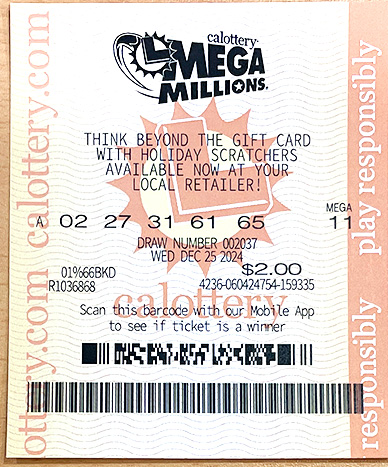 calottery
MEGA
MILLIONS
THINK BEYOND THE GIFT CARD
WITH HOLIDAY SCRATCHERS
AVAILABLE NOW AT YOUR
LOCAL RETAILER!
MEGA
A 02 27 31 61 65 11
DRAW NUMBER 002037
WED DEC 25 2024
01%66BKD $2.00
R1036868 4236-060424754-159335
calottery
Scan this barcode with our Mobile App
to see if ticket is a winner
ottery.com calottery.com
responsibly play responsibly